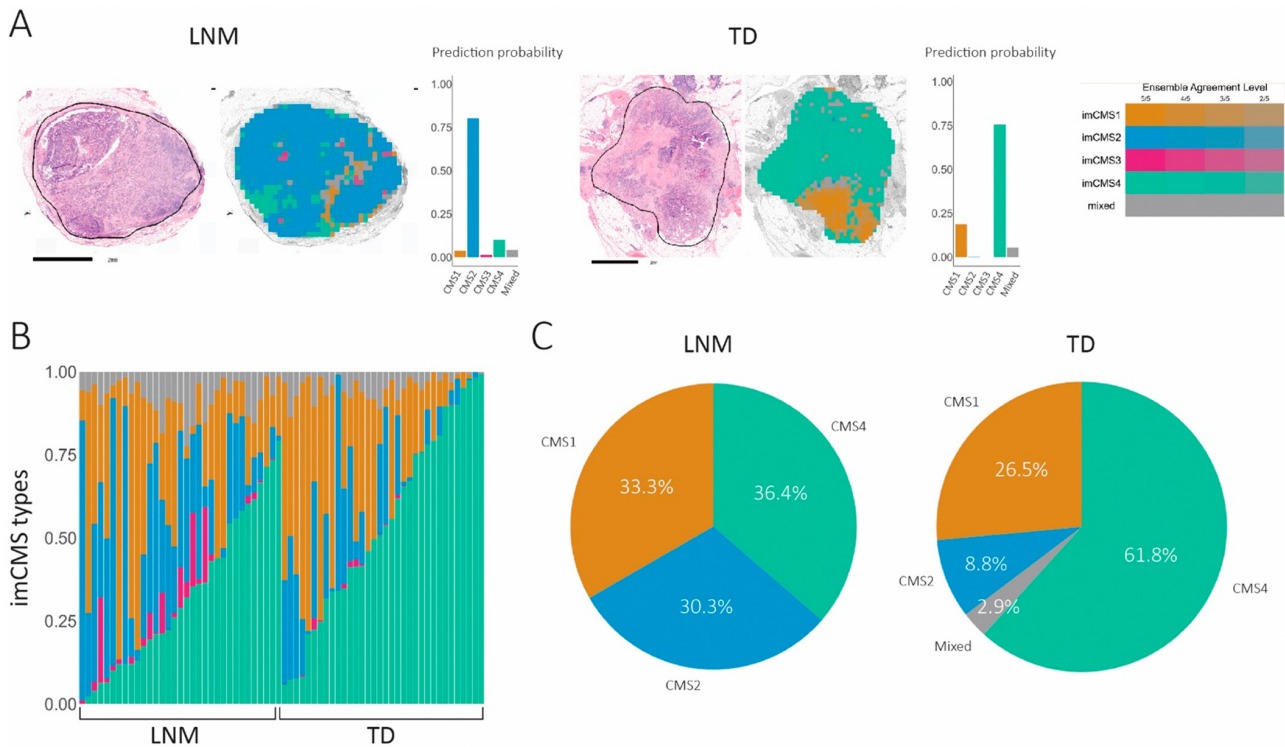 A
LNM
TD
Prediction probability
Prediction probability
1.00
0.75
0.50
0.25
0.00
CMS1
CMS2
CMS3
CMS4
Mixed
2mm
1.00
0.75
0.50
0.25
0.00
CMS1
CMS2
CMS3
CMS4
Mixed
Ensemble Agreement Level
5/5 4/5 3/5 2/5
imCMS1
imCMS2
imCMS3
imCMS4
mixed
B
imCMS types
1.00
0.75
0.50
0.25
0.00
LNM
TD
C
LNM
TD
CMS1
33.3%
CMS4
36.4%
30.3%
CMS2
CMS1
26.5%
CMS2
8.8%
2.9%
Mixed
61.8%
CMS4